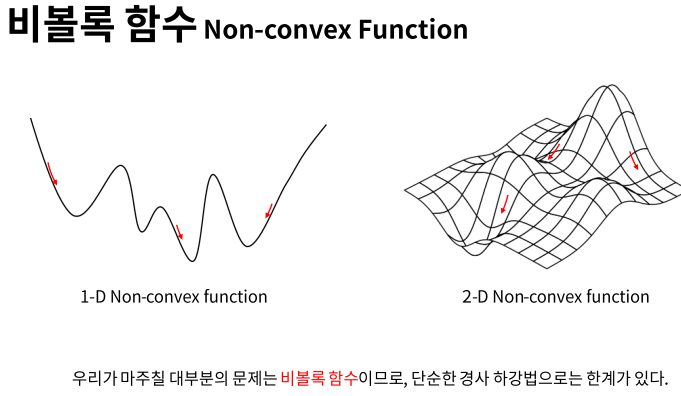 비볼록 함수 Non-convex Function
1-D Non-convex function
2-D Non-convex function
우리가 마주칠 대부분의 문제는 비볼록 함수이므로, 단순한 경사 하강법으로는 한계가 있다.